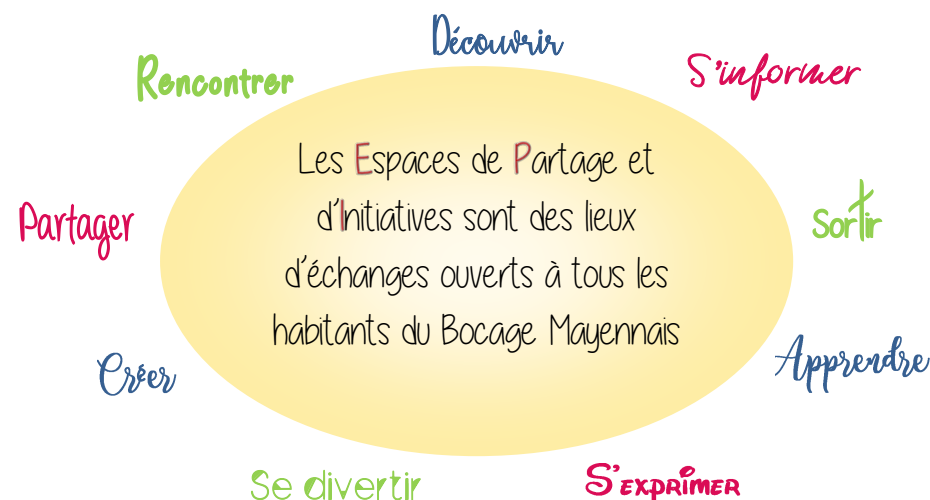 Découvrir
Rencontrer
S'informer
Les Espaces de Partage et
d'Initiatives sont des lieux
d'échanges ouverts à tous les
habitants du Bocage Mayennais
Partager
Sortir
Créer
Apprendre
Se divertir
S'exprimer